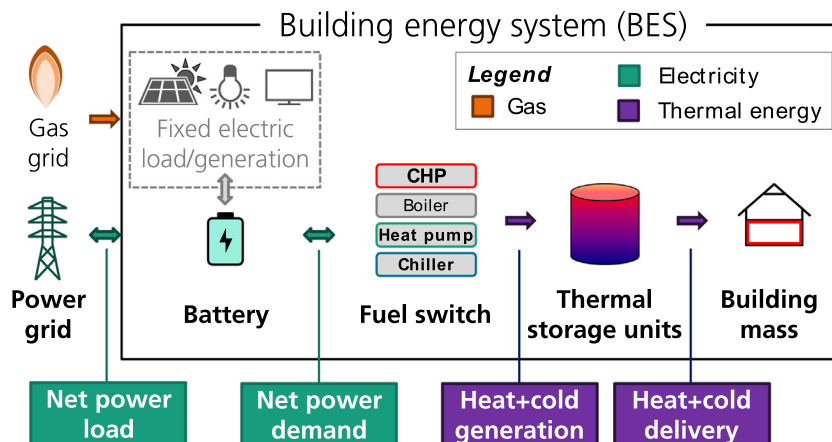 Building energy system (BES)
Legend
Electricity
Gas
Thermal energy
Gas
grid
Fixed electric
load/generation
CHP
Boiler
Heat pump
Chiller
Power
grid
Battery
Fuel switch
Thermal
storage units
Building
mass
Net power
load
Net power
demand
Heat+cold
generation
Heat+cold
delivery